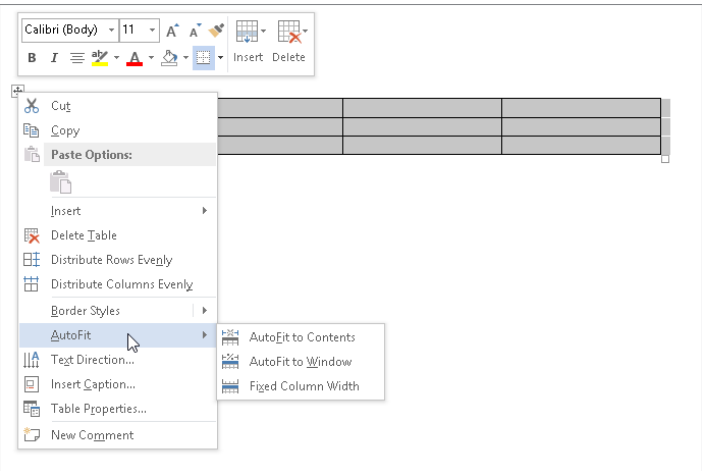 Calibri (Body) 11 A A
B I ab A Insert Delete
Cut
Copy
Paste Options:
Insert
Delete Table
Distribute Rows Evenly
Distribute Columns Evenly
Border Styles
AutoFit
AutoFit to Contents
AutoFit to Window
Fixed Column Width
Text Direction...
Insert Caption...
Table Properties...
New Comment